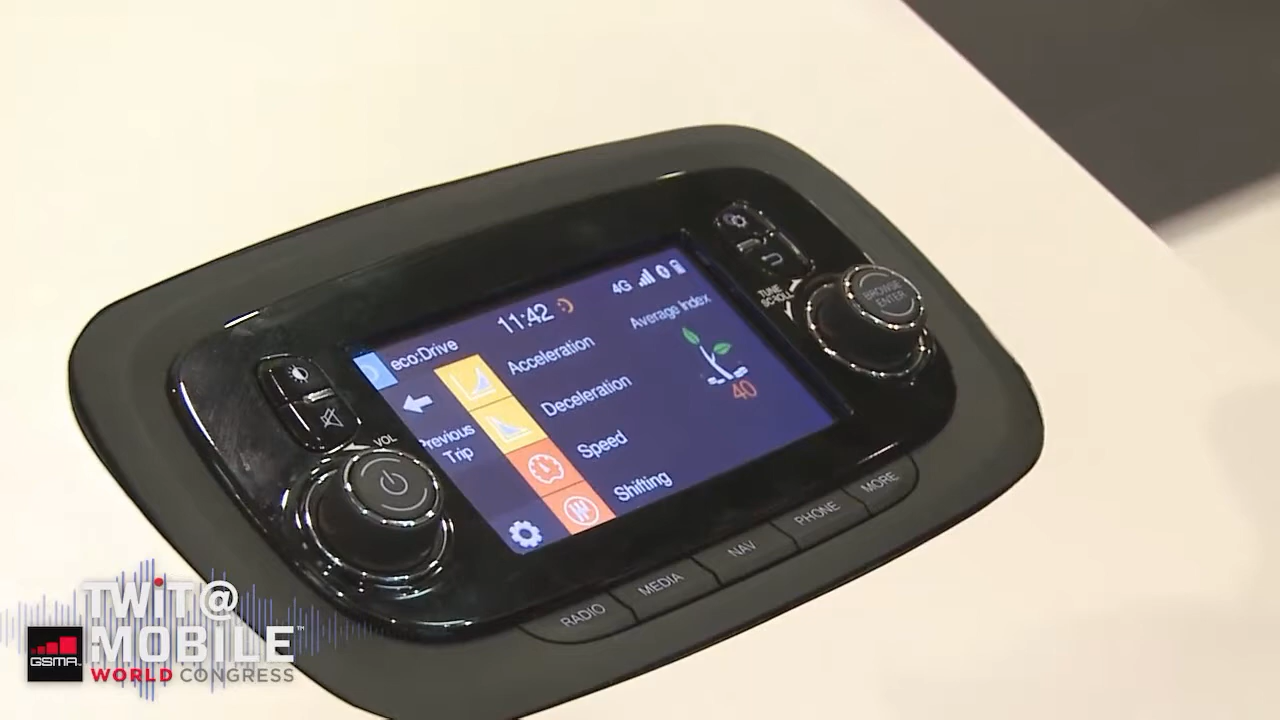 4G
11:42
eco:Drive
Average Index
Acceleration
Deceleration
Previous
Trip
Speed
Shifting
40
TUNE
SCROLL
BROWSE
ENTER
VOL
RADIO
MEDIA
NAV
PHONE
MORE
TWiT@
MOBILE™
WORLD CONGRESS
GSMA